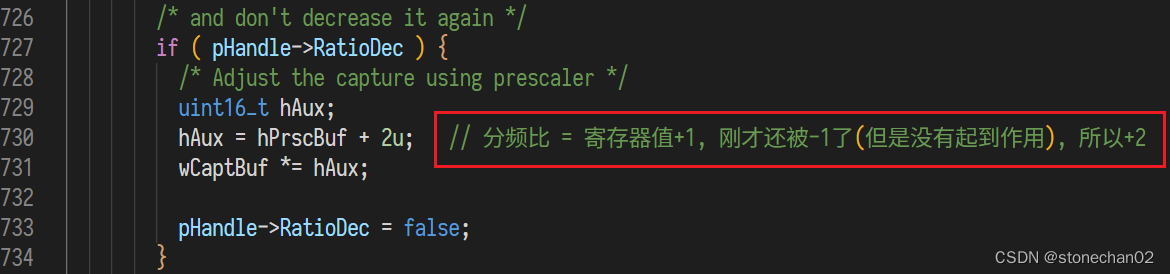 726 /* and don't decrease it again */
727 if ( pHandle->RatioDec ) {
728 /* Adjust the capture using prescaler */
729 uint16_t hAux;
730 hAux = hPrscBuf + 2u; // 分频比 = 寄存器值+1，刚才还被-1了(但是没有起到作用)，所以+2
731 wCaptBuf *= hAux;
732
733 pHandle->RatioDec = false;
734 }
CSDN @stonechan02